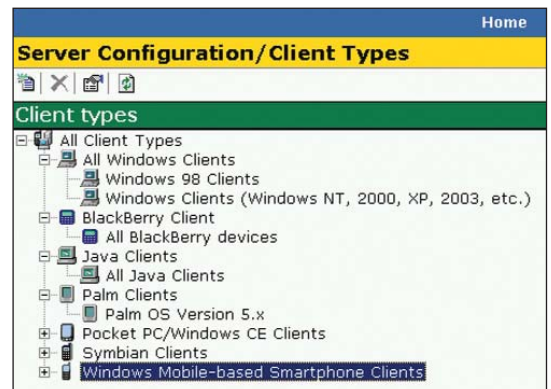 Home
Server Configuration/Client Types
Client types
All Client Types
All Windows Clients
Windows 98 Clients
Windows Clients (Windows NT, 2000, XP, 2003, etc.)
BlackBerry Client
All BlackBerry devices
Java Clients
All Java Clients
Palm Clients
Palm OS Version 5.x
Pocket PC/Windows CE Clients
Symbian Clients
Windows Mobile-based Smartphone Clients